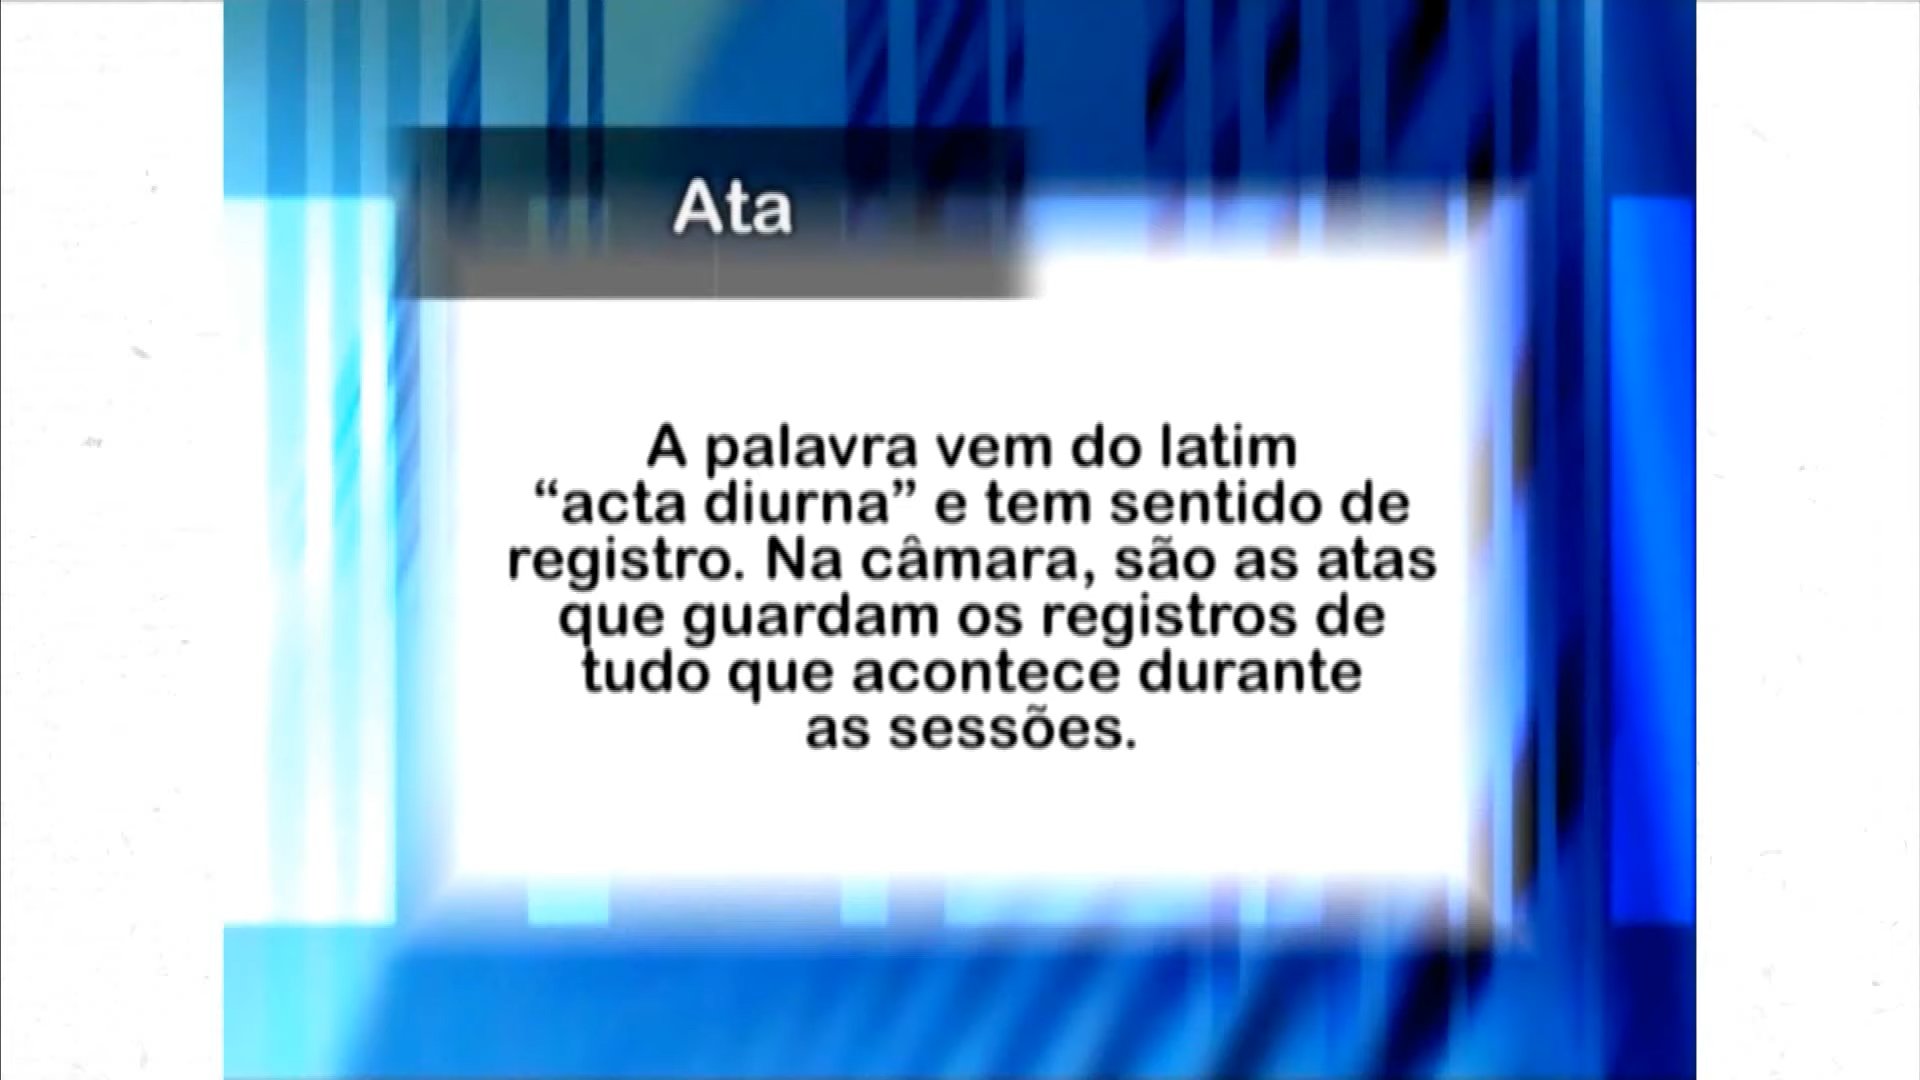 Ata
A palavra vem do latim
“acta diurna” e tem sentido de
registro. Na câmara, são as atas
que guardam os registros de
tudo que acontece durante
as sessões.